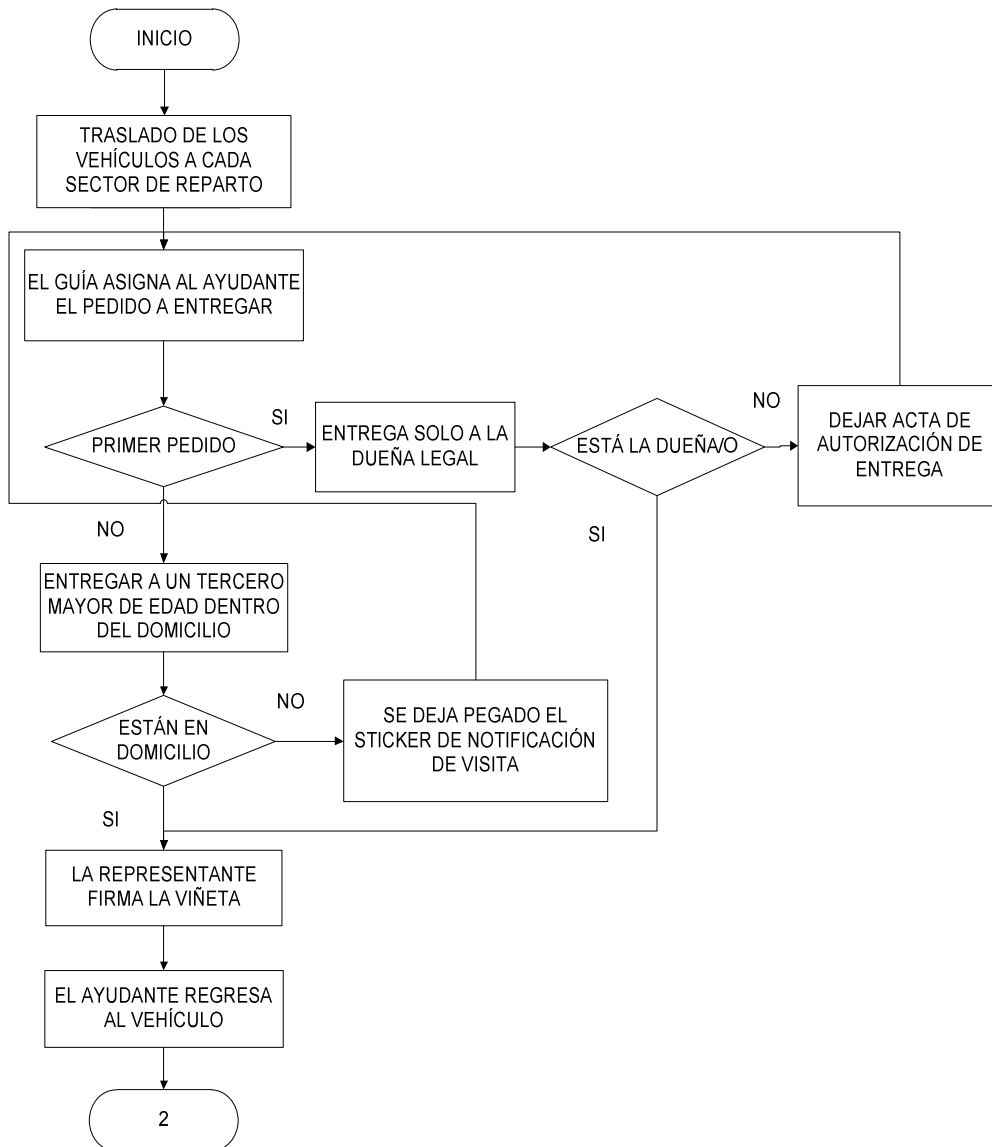 INICIO
TRASLADO DE LOS
VEHÍCULOS A CADA
SECTOR DE REPARTO
EL GUÍA ASIGNA AL AYUDANTE
EL PEDIDO A ENTREGAR
PRIMER PEDIDO
SI
ENTREGA SOLO A LA
DUEÑA LEGAL
ESTÁ LA DUEÑA/O
NO
DEJAR ACTA DE
AUTORIZACIÓN DE
ENTREGA
NO
SI
ENTREGAR A UN TERCERO
MAYOR DE EDAD DENTRO
DEL DOMICILIO
ESTÁN EN
DOMICILIO
NO
SE DEJA PEGADO EL
STICKER DE NOTIFICACIÓN
DE VISITA
SI
LA REPRESENTANTE
FIRMA LA VIÑETA
EL AYUDANTE REGRESA
AL VEHÍCULO
2